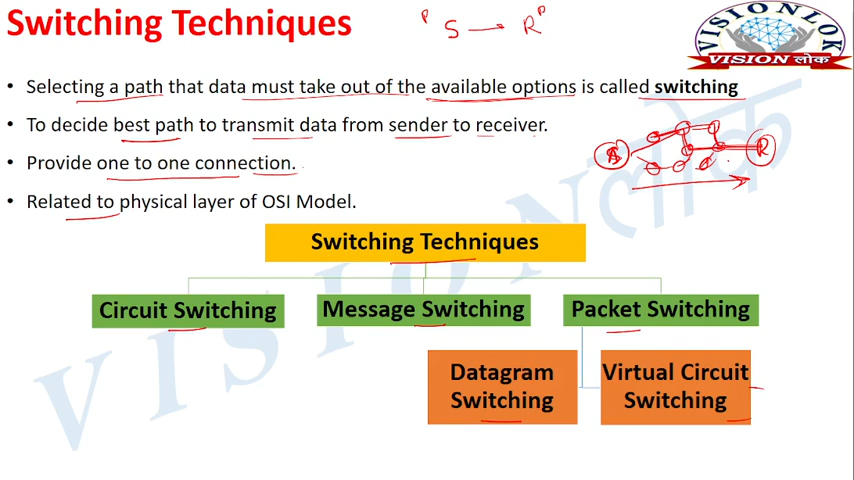 Switching Techniques
P S → R P
VISIONLOK
VISION लोक
• Selecting a path that data must take out of the available options is called switching
• To decide best path to transmit data from sender to receiver.
• Provide one to one connection.
• Related to physical layer of OSI Model.
S R
Switching Techniques
Circuit Switching Message Switching Packet Switching
Datagram
Switching
Virtual Circuit
Switching
VISION लोक